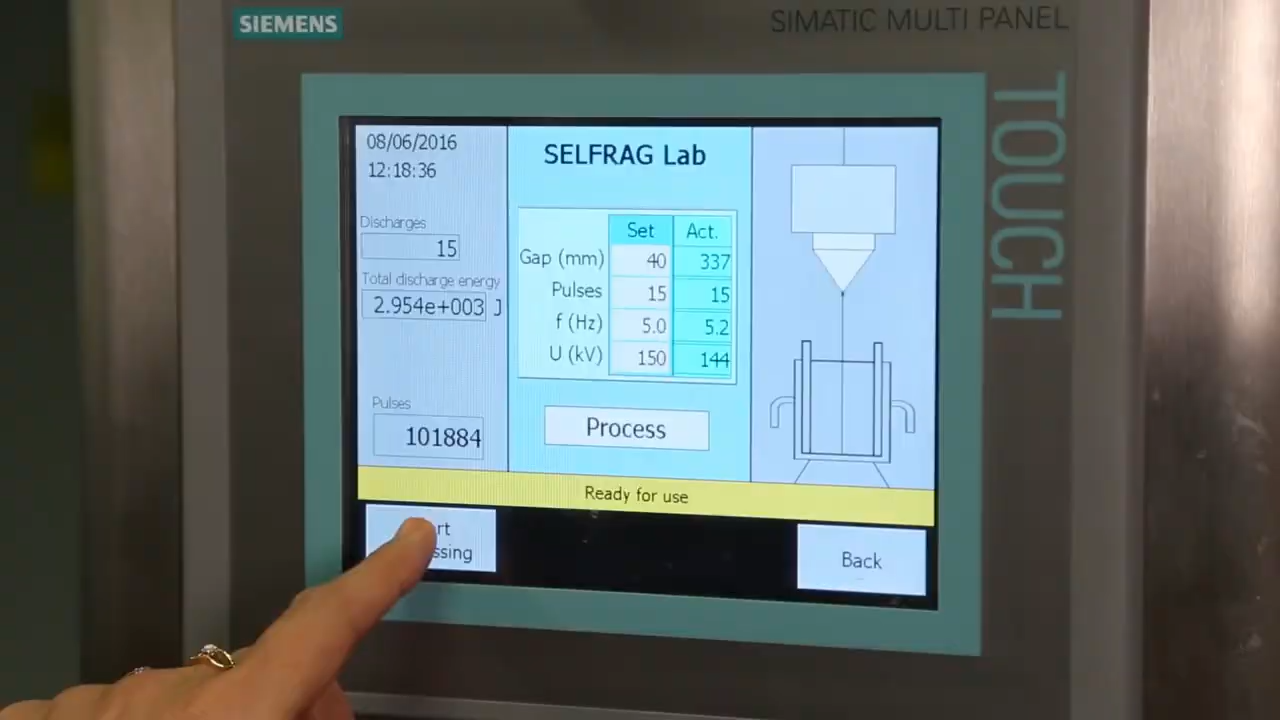 SIEMENS
SIMATIC MULTI PANEL
TOUCH
08/06/2016
12:18:36
Discharges
15
Total discharge energy
2.954e+003 J
Pulses
101884
SELFRAG Lab
Set Act.
Gap (mm) 40 337
Pulses 15 15
f (Hz) 5.0 5.2
U (kV) 150 144
Process
Ready for use
Back